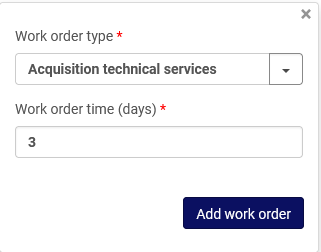 ×
Work order type *
Acquisition technical services
Work order time (days) *
3
Add work order